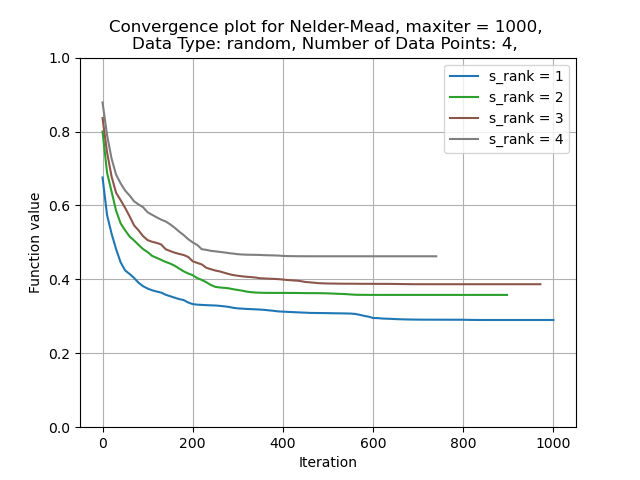 Convergence plot for Nelder-Mead, maxiter = 1000,
Data Type: random, Number of Data Points: 4,
1.0
0.8
0.6
0.4
0.2
0.0
Function value
s_rank = 1
s_rank = 2
s_rank = 3
s_rank = 4
0 200 400 600 800 1000
Iteration